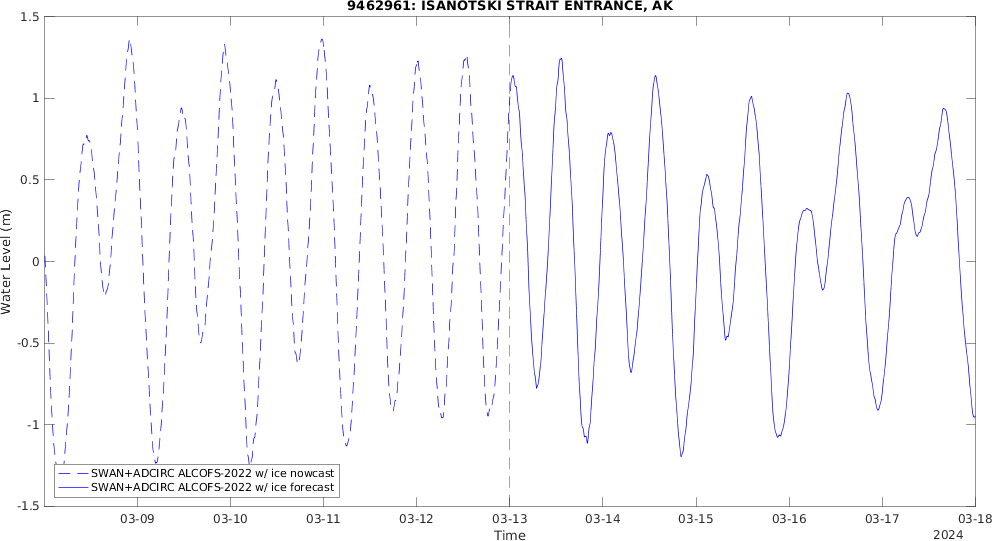 9462961: ISANOTSKI STRAIT ENTRANCE, AK
1.5
1
0.5
0
-0.5
-1
-1.5
Water Level (m)
SWAN+ADCIRC ALCOFS-2022 w/ ice nowcast
SWAN+ADCIRC ALCOFS-2022 w/ ice forecast
03-09 03-10 03-11 03-12 03-13 03-14 03-15 03-16 03-17 03-18
Time
2024